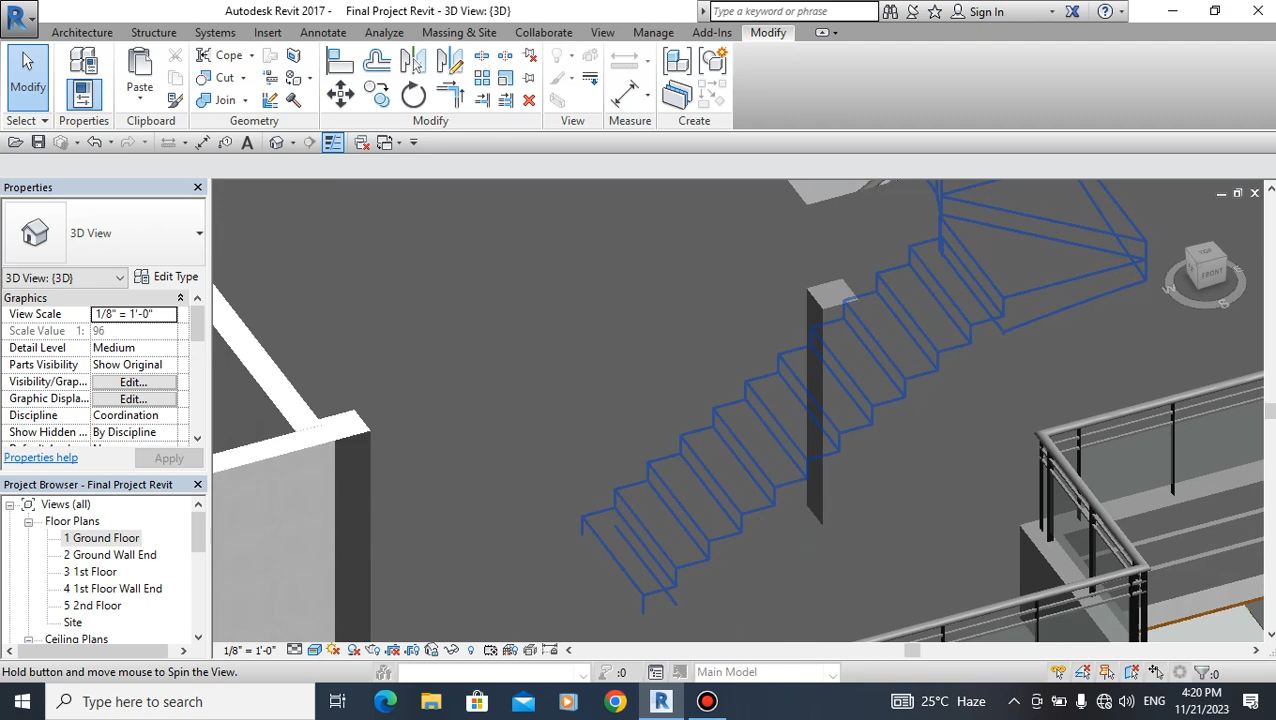 Autodesk Revit 2017 - Final Project Revit - 3D View: {3D}
Type a keyword or phrase
Sign In
Architecture Structure Systems Insert Annotate Analyze Massing & Site Collaborate View Manage Add-Ins Modify
Modify
Paste
Cope
Cut
Join
Select Properties Clipboard Geometry Modify View Measure Create
Properties
3D View
3D View: {3D}
Edit Type
Graphics
View Scale 1/8" = 1'-0"
Scale Value 1: 96
Detail Level Medium
Parts Visibility Show Original
Visibility/Grap... Edit...
Graphic Displa... Edit...
Discipline Coordination
Show Hidden ... By Discipline
Properties help
Apply
Project Browser - Final Project Revit
Views (all)
Floor Plans
1 Ground Floor
2 Ground Wall End
3 1st Floor
4 1st Floor Wall End
5 2nd Floor
Site
Ceiling Plans
TOP
FRONT
W
S
1/8" = 1'-0"
Hold button and move mouse to Spin the View.
:0
Main Model
:0
Type here to search
25°C Haze
ENG
4:20 PM
11/21/2023